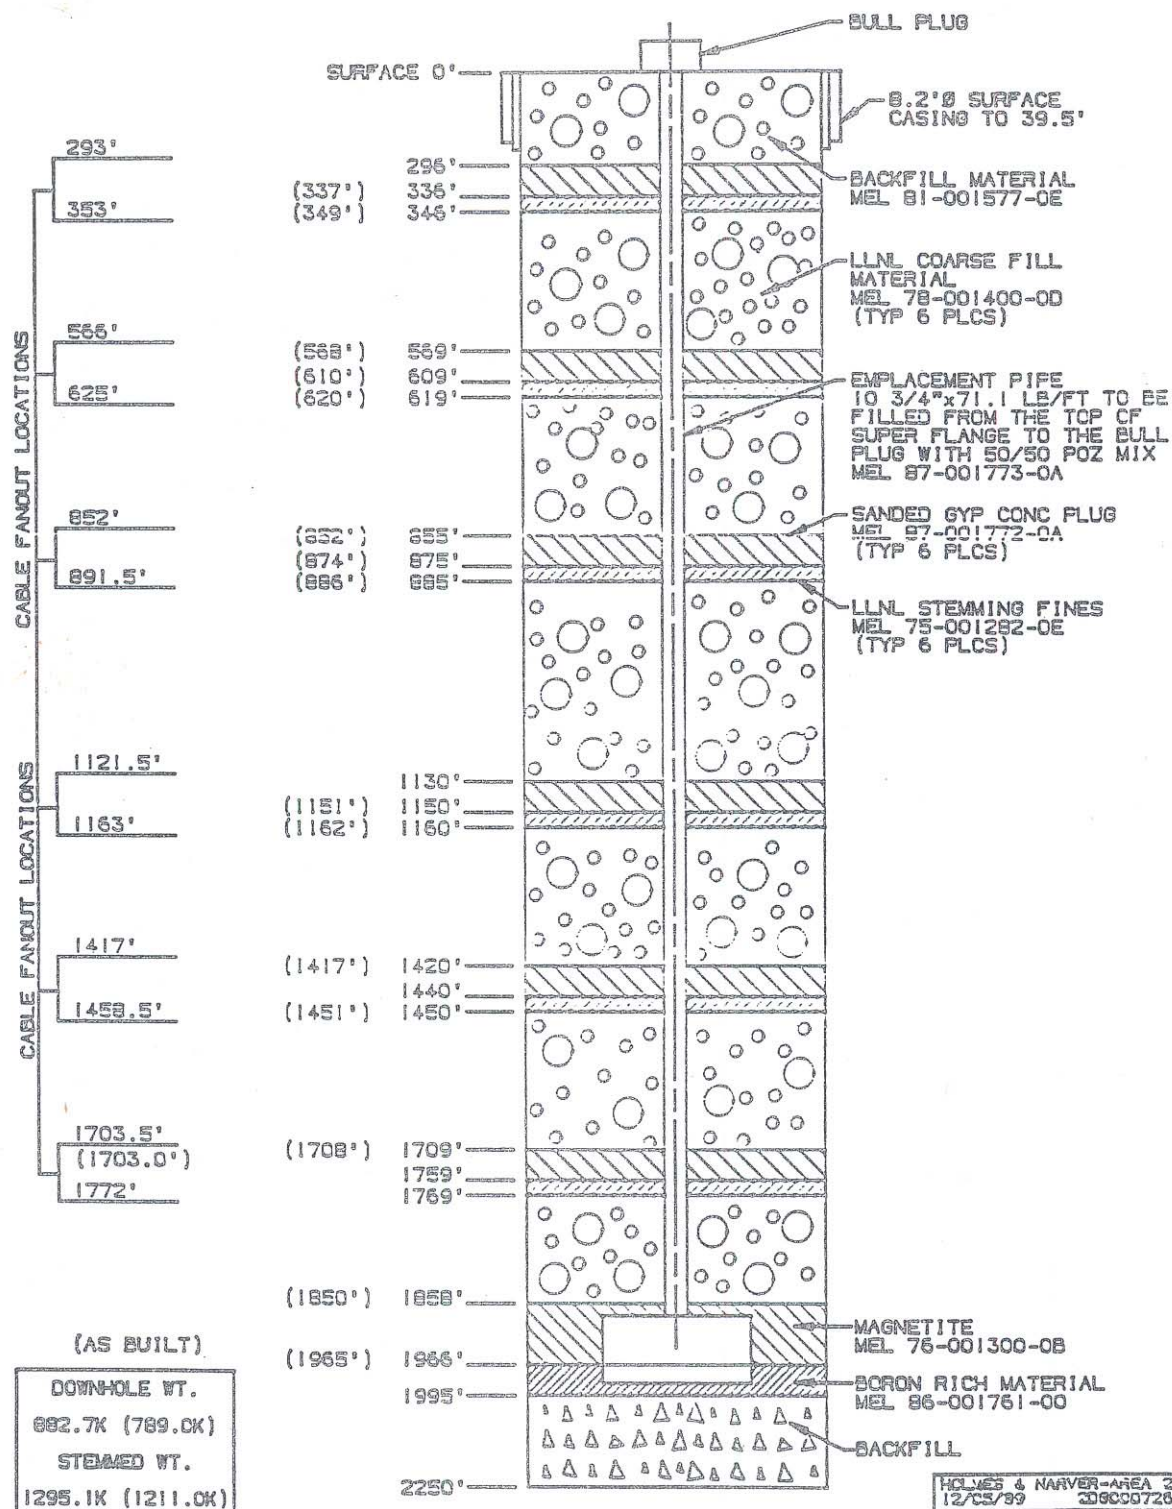 BULL PLUG
SURFACE 0'
8.2'Ø SURFACE
CASING TO 39.5'
293'
296'
BACKFILL MATERIAL
MEL 81-001577-0E
(337') 336'
353'
(349') 346'
LLNL COARSE FILL
MATERIAL
MEL 78-001400-0D
(TYP 6 PLCS)
CABLE FANOUT LOCATIONS
566'
(568') 569'
(610') 609'
625'
(620') 619'
EMPLACEMENT PIPE
10 3/4"x71.1 LB/FT TO BE
FILLED FROM THE TOP OF
SUPER FLANGE TO THE BULL
PLUG WITH 50/50 POZ MIX
MEL 87-001773-0A
852'
(852') 855'
(874') 875'
891.5'
(886') 885'
SANDED GYP CONC PLUG
MEL 87-001772-0A
(TYP 6 PLCS)
LLNL STEMMING FINES
MEL 75-001282-0E
(TYP 6 PLCS)
CABLE FANOUT LOCATIONS
1121.5'
1130'
(1151') 1150'
1163'
(1162') 1160'
1417'
(1417') 1420'
1440'
1458.5'
(1451') 1450'
1703.5'
(1703.0')
(1708') 1709'
1759'
1772'
1769'
(1850') 1858'
MAGNETITE
MEL 76-001300-0B
(1965') 1966'
BORON RICH MATERIAL
MEL 86-001761-00
1995'
BACKFILL
2250'
(AS BUILT)
DOWNHOLE WT.
882.7K (789.0K)
STEMMED WT.
1295.1K (1211.0K)
HOLMES & NARVER-AREA
12/05/99